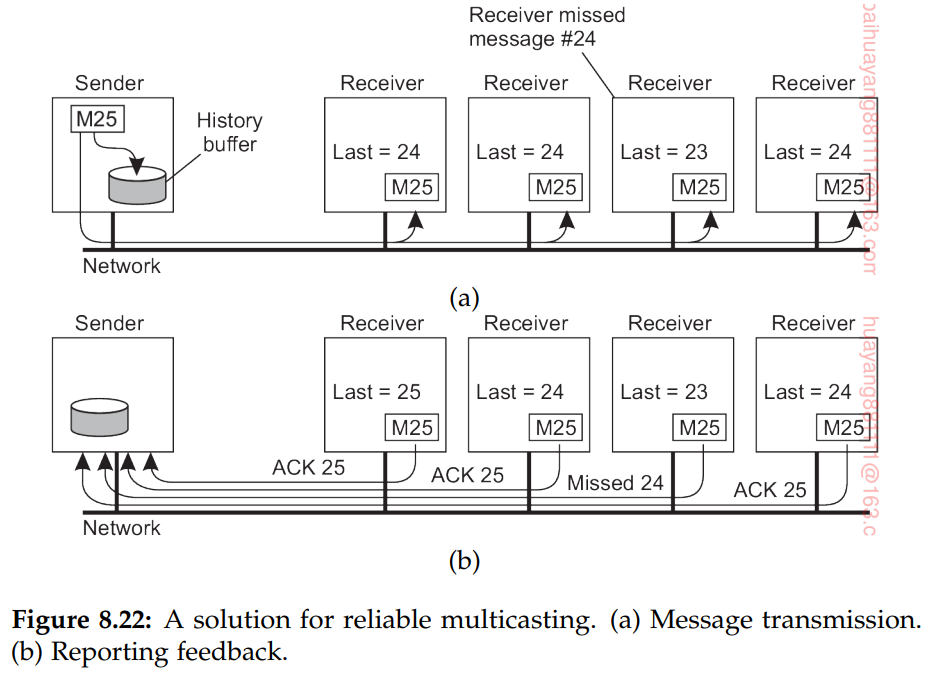 Receiver missed
message #24
Sender
Receiver
Receiver
Receiver
Receiver
M25
History
buffer
Last = 24
Last = 24
Last = 23
Last = 24
M25
M25
M25
M25
Network
(a)
Sender
Receiver
Receiver
Receiver
Receiver
Last = 25
Last = 24
Last = 23
Last = 24
M25
M25
M25
M25
ACK 25
ACK 25
Missed 24
ACK 25
Network
(b)
Figure 8.22: A solution for reliable multicasting. (a) Message transmission.
(b) Reporting feedback.